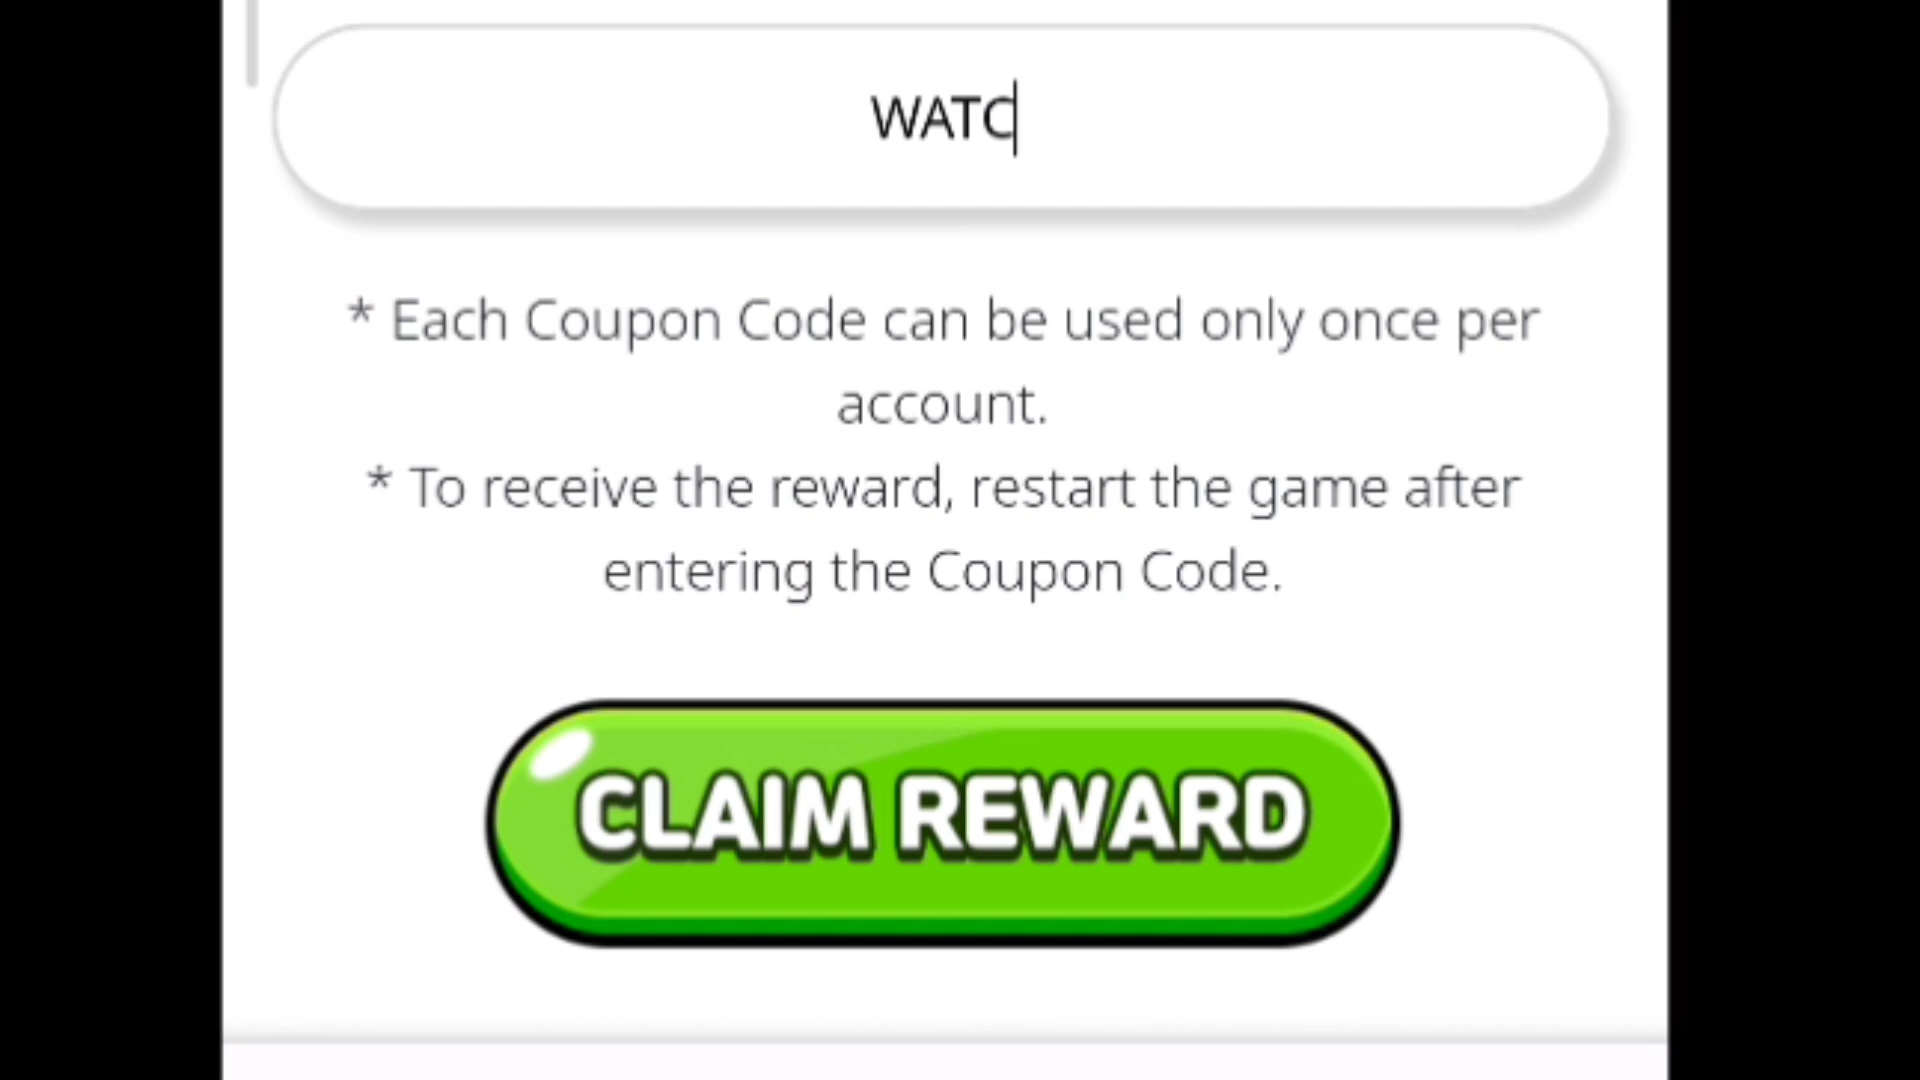 WATC
* Each Coupon Code can be used only once per
account.
* To receive the reward, restart the game after
entering the Coupon Code.
CLAIM REWARD